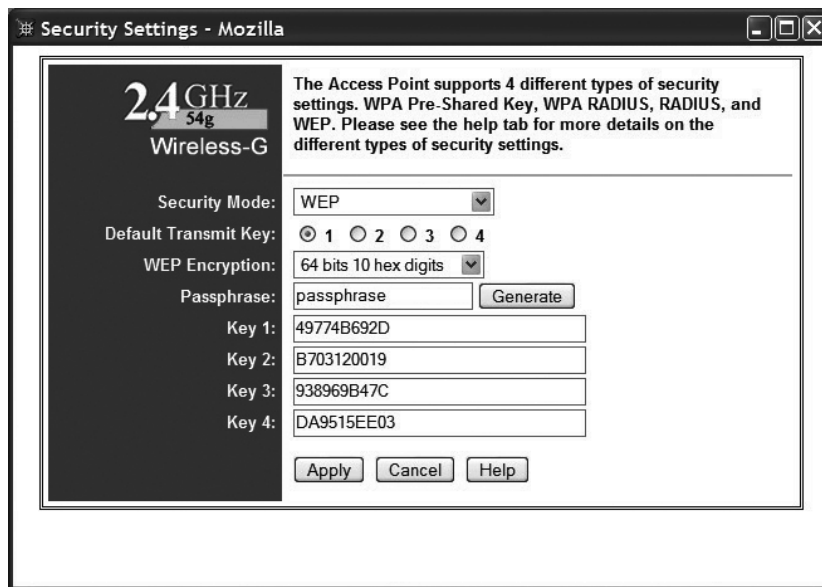 Security Settings - Mozilla
2.4 GHz
54g
Wireless-G
The Access Point supports 4 different types of security
settings. WPA Pre-Shared Key, WPA RADIUS, RADIUS, and
WEP. Please see the help tab for more details on the
different types of security settings.
Security Mode: WEP
Default Transmit Key: 1 2 3 4
WEP Encryption: 64 bits 10 hex digits
Passphrase: passphrase Generate
Key 1: 49774B692D
Key 2: B703120019
Key 3: 938969B47C
Key 4: DA9515EE03
Apply Cancel Help